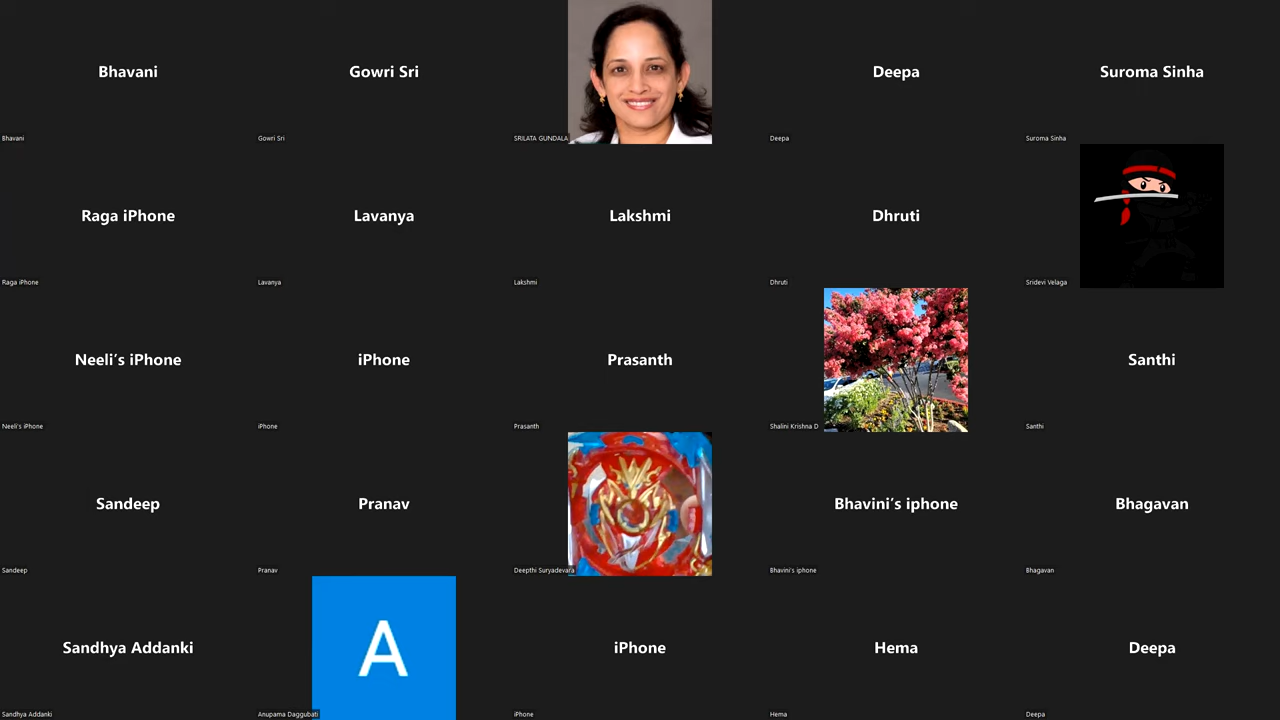 Bhavani
Gowri Sri
Deepa
Suroma Sinha
Bhavani
Gowri Sri
SRILATA GUNDALA
Deepa
Suroma Sinha
Raga iPhone
Lavanya
Lakshmi
Dhruti
Raga iPhone
Lavanya
Lakshmi
Dhruti
Sridevi Velaga
Neeli's iPhone
iPhone
Prasanth
Santhi
Neeli's iPhone
iPhone
Prasanth
Shalini Krishna D
Santhi
Sandeep
Pranav
Bhavini's iphone
Bhagavan
Sandeep
Pranav
Deepthi Suryadevara
Bhavini's iphone
Bhagavan
Sandhya Addanki
A
iPhone
Hema
Deepa
Sandhya Addanki
Anupama Daggubati
iPhone
Hema
Deepa